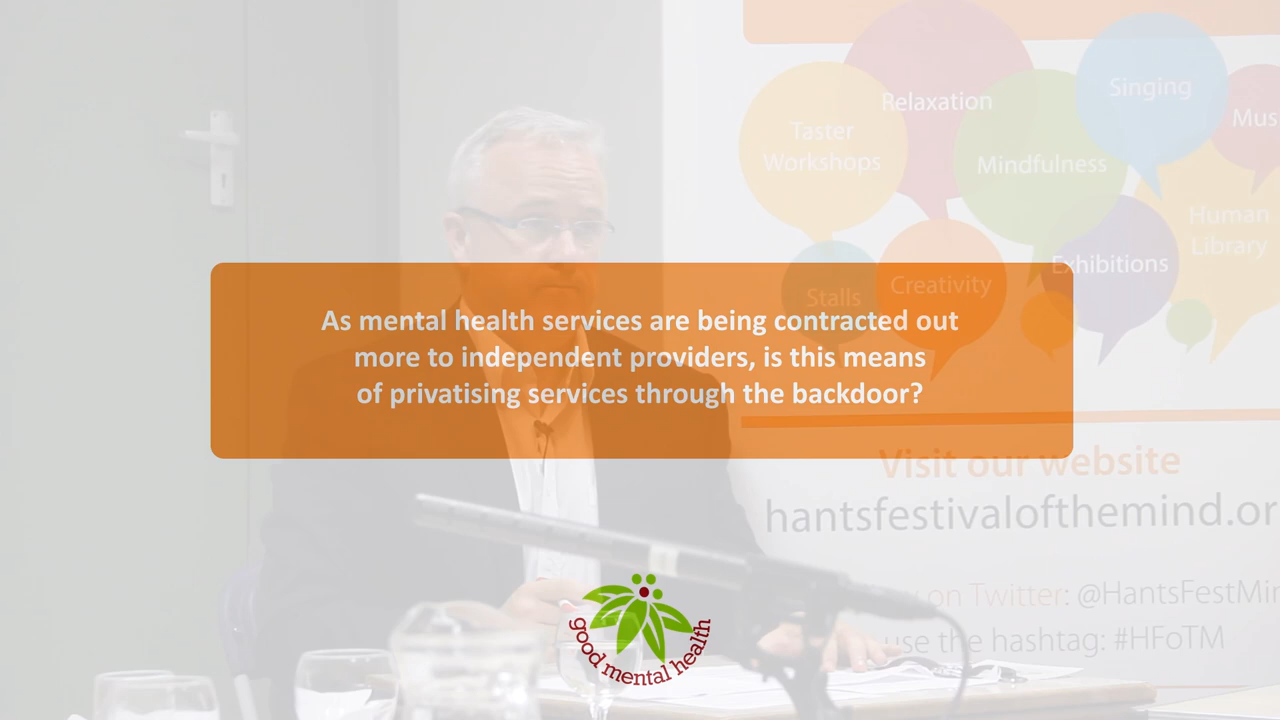 Relaxation
Singing
Taster
Workshops
Mindfulness
Human
Library
Exhibitions
Stalls
Creativity
As mental health services are being contracted out
more to independent providers, is this means
of privatising services through the backdoor?
Visit our website
hantsfestivalofthemind.or
on Twitter: @HantsFestMi
use the hashtag: #HFoTM
good mental health